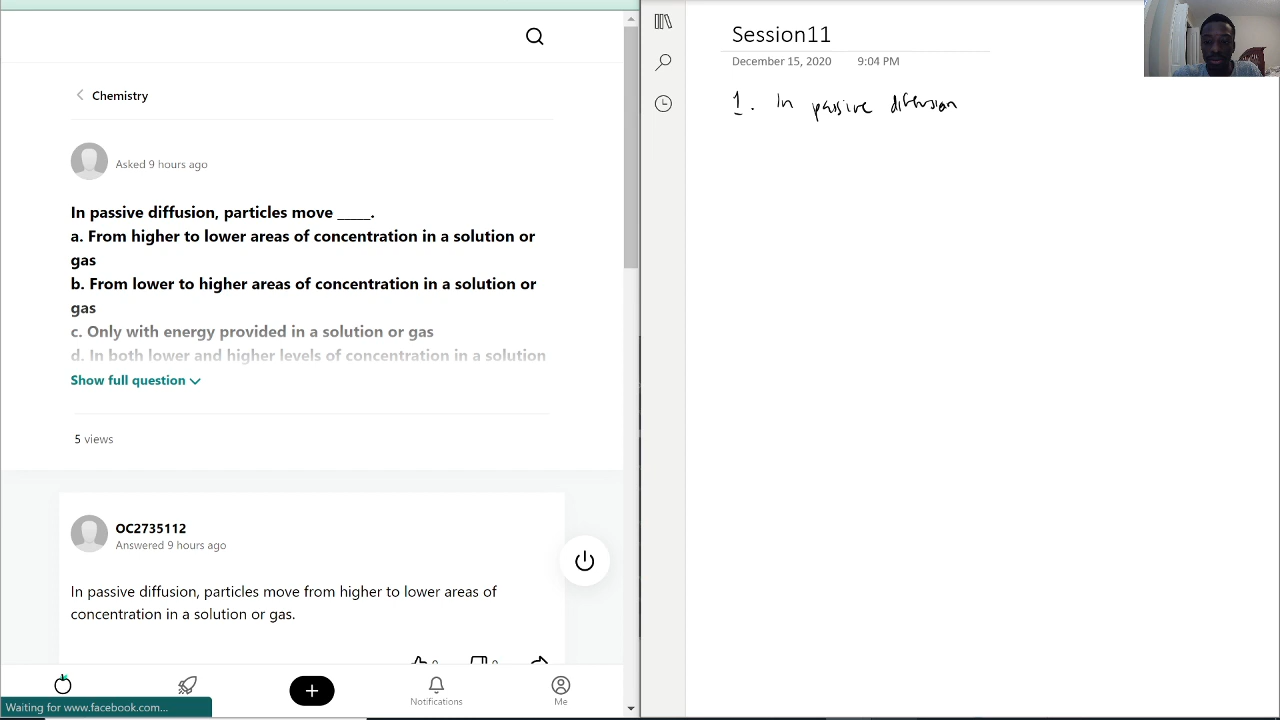 Chemistry
Asked 9 hours ago
In passive diffusion, particles move _____.
a. From higher to lower areas of concentration in a solution or
gas
b. From lower to higher areas of concentration in a solution or
gas
c. Only with energy provided in a solution or gas
d. In both lower and higher levels of concentration in a solution
Show full question
5 views
OC2735112
Answered 9 hours ago
In passive diffusion, particles move from higher to lower areas of
concentration in a solution or gas.
Notifications
Me
Waiting for www.facebook.com...
Session11
December 15, 2020 9:04 PM
1. In passive diffusion